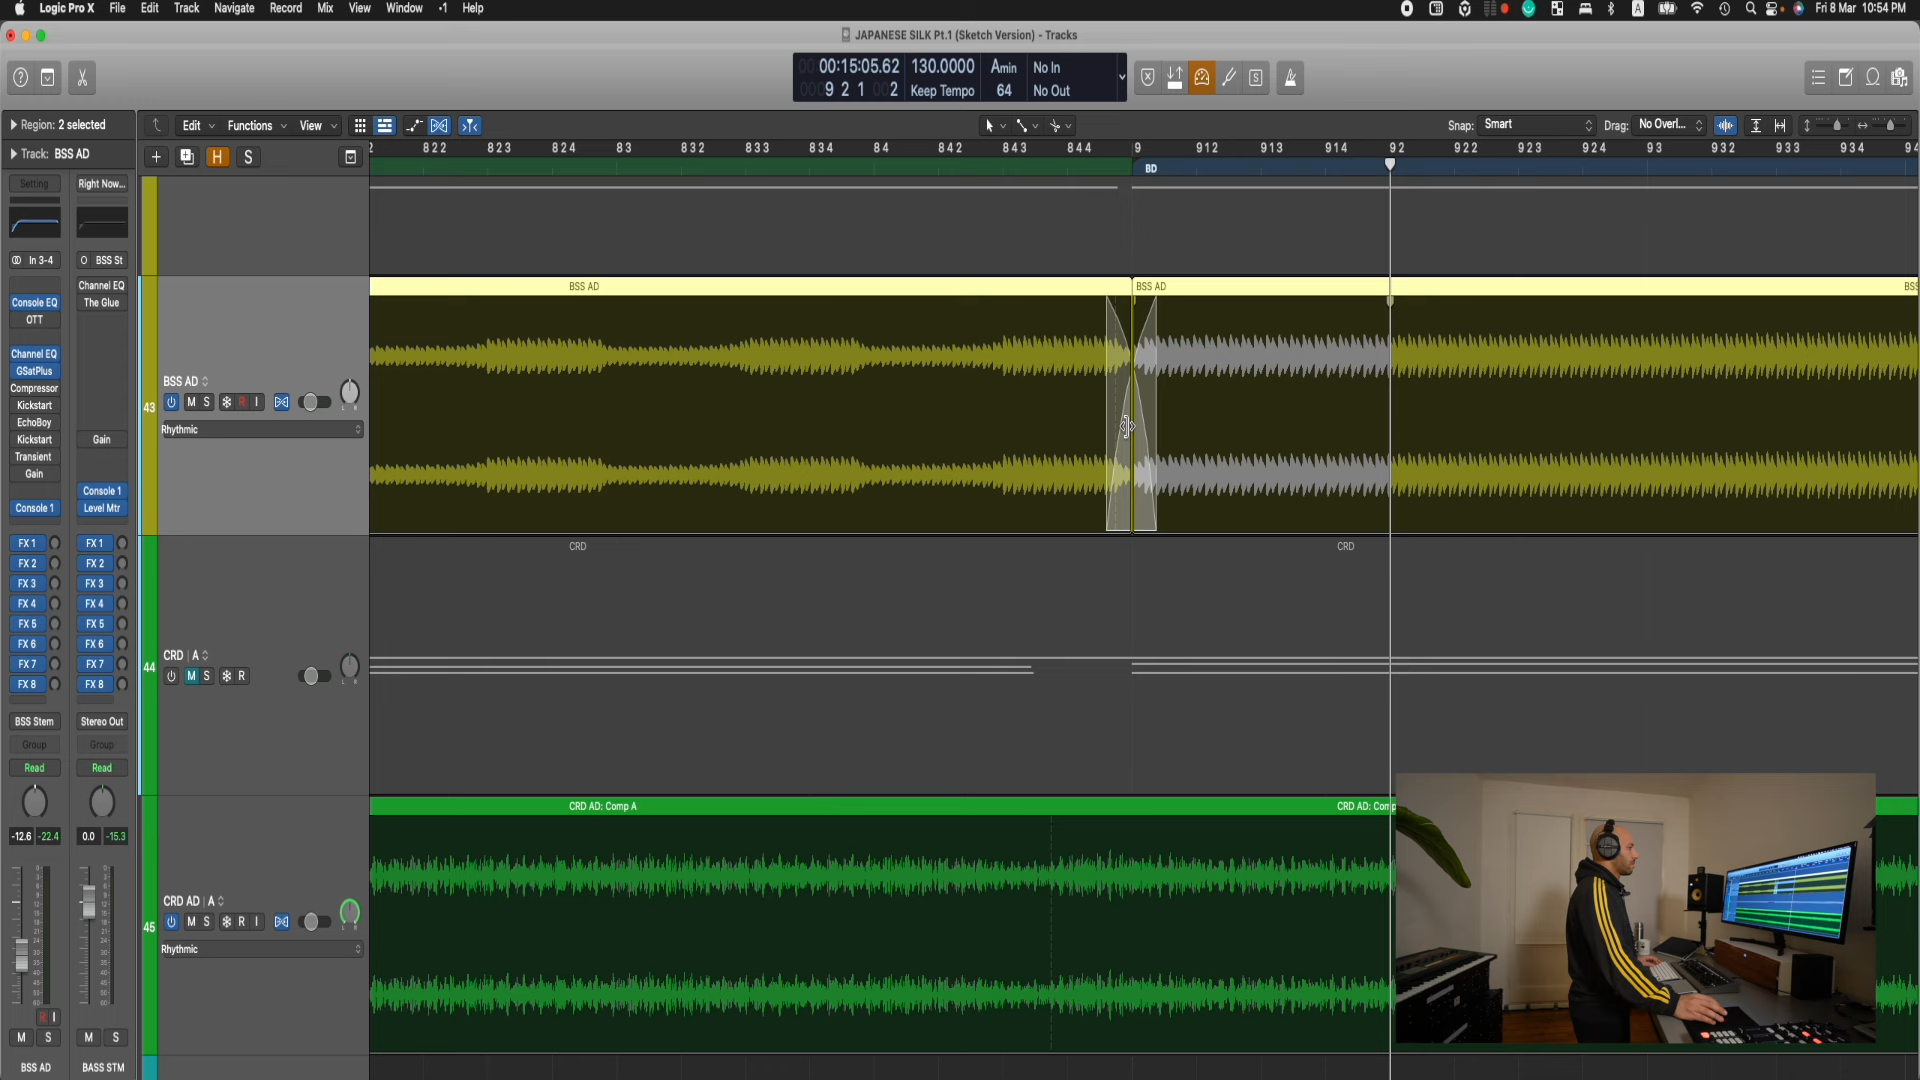 Logic Pro X File Edit Track Navigate Record Mix View Window 1 Help
A Fri 8 Mar 10:54 PM
JAPANESE SILK Pt.1 (Sketch Version) - Tracks
00:15:05.62 130.0000 Amin No In
9 2 1 2 Keep Tempo 64 No Out
S
Region: 2 selected
Edit Functions View
Snap: Smart Drag: No Overl...
Track: BSS AD
H S
2 822 823 824 83 832 833 834 84 842 843 844 9 912 913 914 92 922 923 924 93 932 933 934 94
BD
Setting Right Now...
In 3-4 BSS St
Channel EQ
Console EQ The Glue
OTT
Channel EQ
GSatPlus
Compressor
Kickstart
EchoBoy
Kickstart Gain
Transient
Gain
Console 1
Console 1 Level Mtr
FX 1 FX 1
FX 2 FX 2
FX 3 FX 3
FX 4 FX 4
FX 5 FX 5
FX 6 FX 6
FX 7 FX 7
FX 8 FX 8
BSS Stem Stereo Out
Group Group
Read Read
-12.6 -22.4 0.0 -15.3
R I
M S M S
BSS AD BASS STM
BSS AD BSS AD BSS
43
BSS AD
M S R I
L R
Rhythmic
CRD CRD
44
CRD A
M S R
L R
CRD AD: Comp A CRD AD: Comp
45
CRD AD A
M S R I
L R
Rhythmic